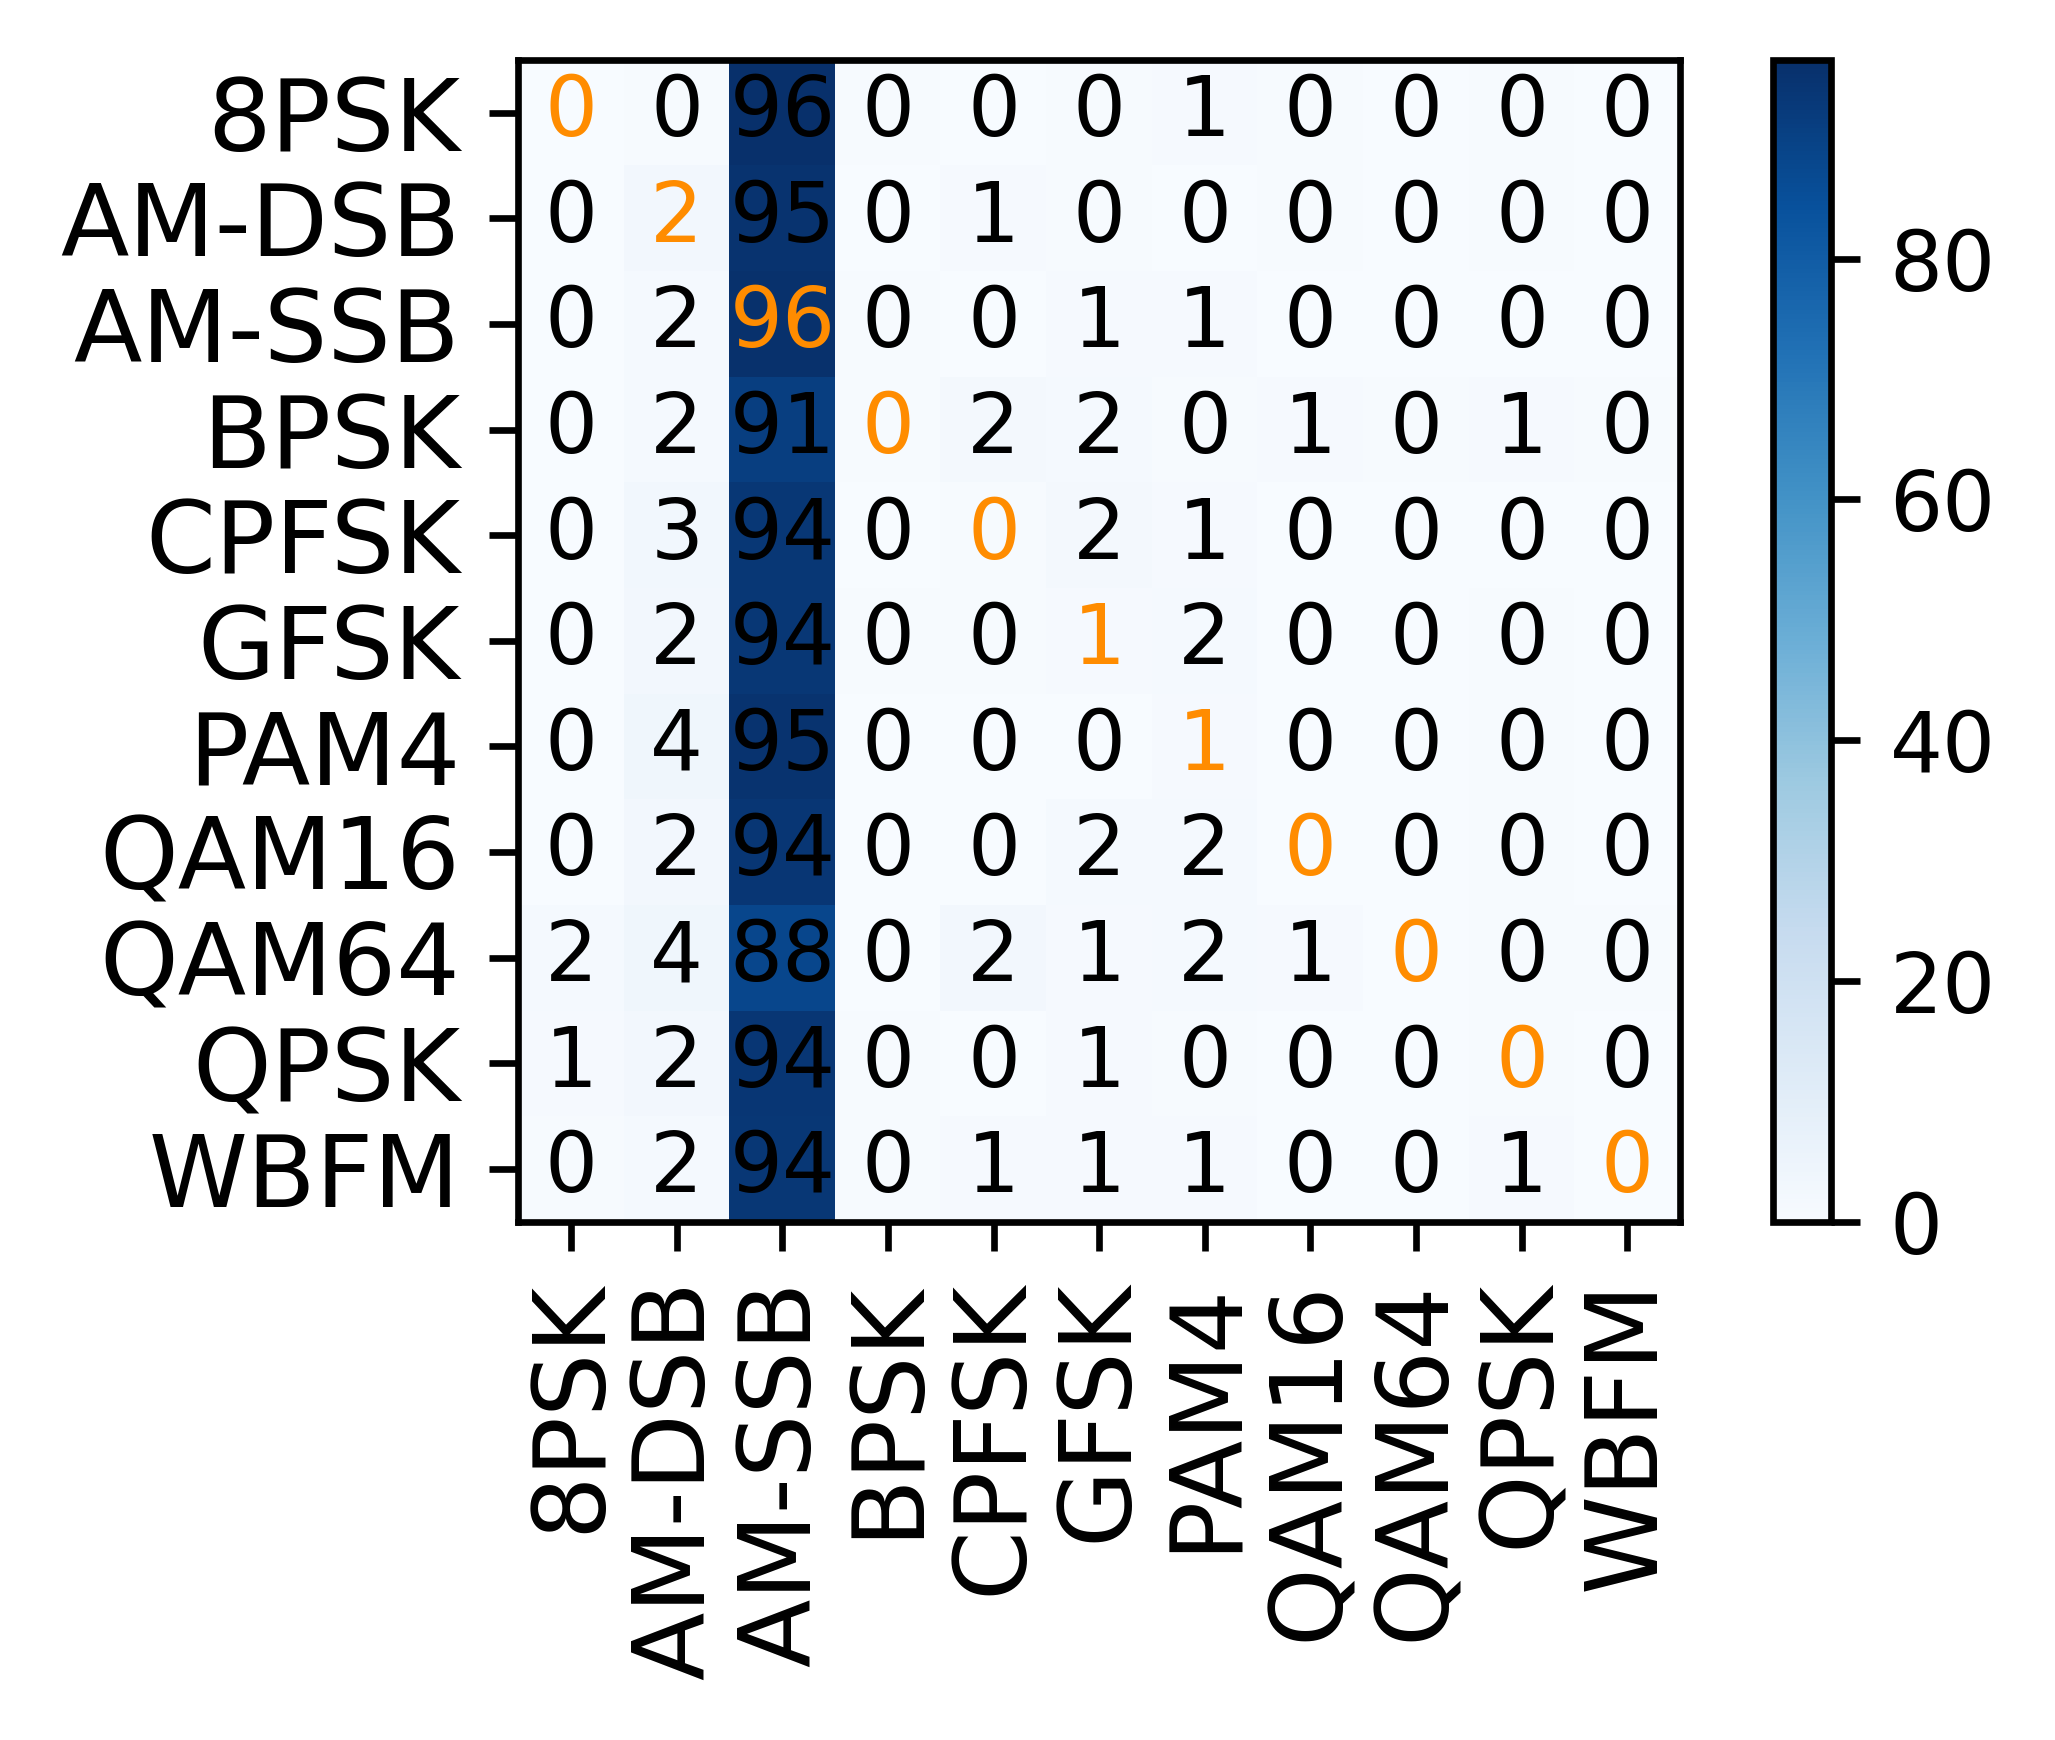 8PSK 0 0 96 0 0 0 1 0 0 0 0
AM-DSB 0 2 95 0 1 0 0 0 0 0 0
AM-SSB 0 2 96 0 0 1 1 0 0 0 0
BPSK 0 2 91 0 2 2 0 1 0 1 0
CPFSK 0 3 94 0 0 2 1 0 0 0 0
GFSK 0 2 94 0 0 1 2 0 0 0 0
PAM4 0 4 95 0 0 0 1 0 0 0 0
QAM16 0 2 94 0 0 2 2 0 0 0 0
QAM64 2 4 88 0 2 1 2 1 0 0 0
QPSK 1 2 94 0 0 1 0 0 0 0 0
WBFM 0 2 94 0 1 1 1 0 0 1 0
8PSK AM-DSB AM-SSB BPSK CPFSK GFSK PAM4 QAM16 QAM64 QPSK WBFM
80
60
40
20
0